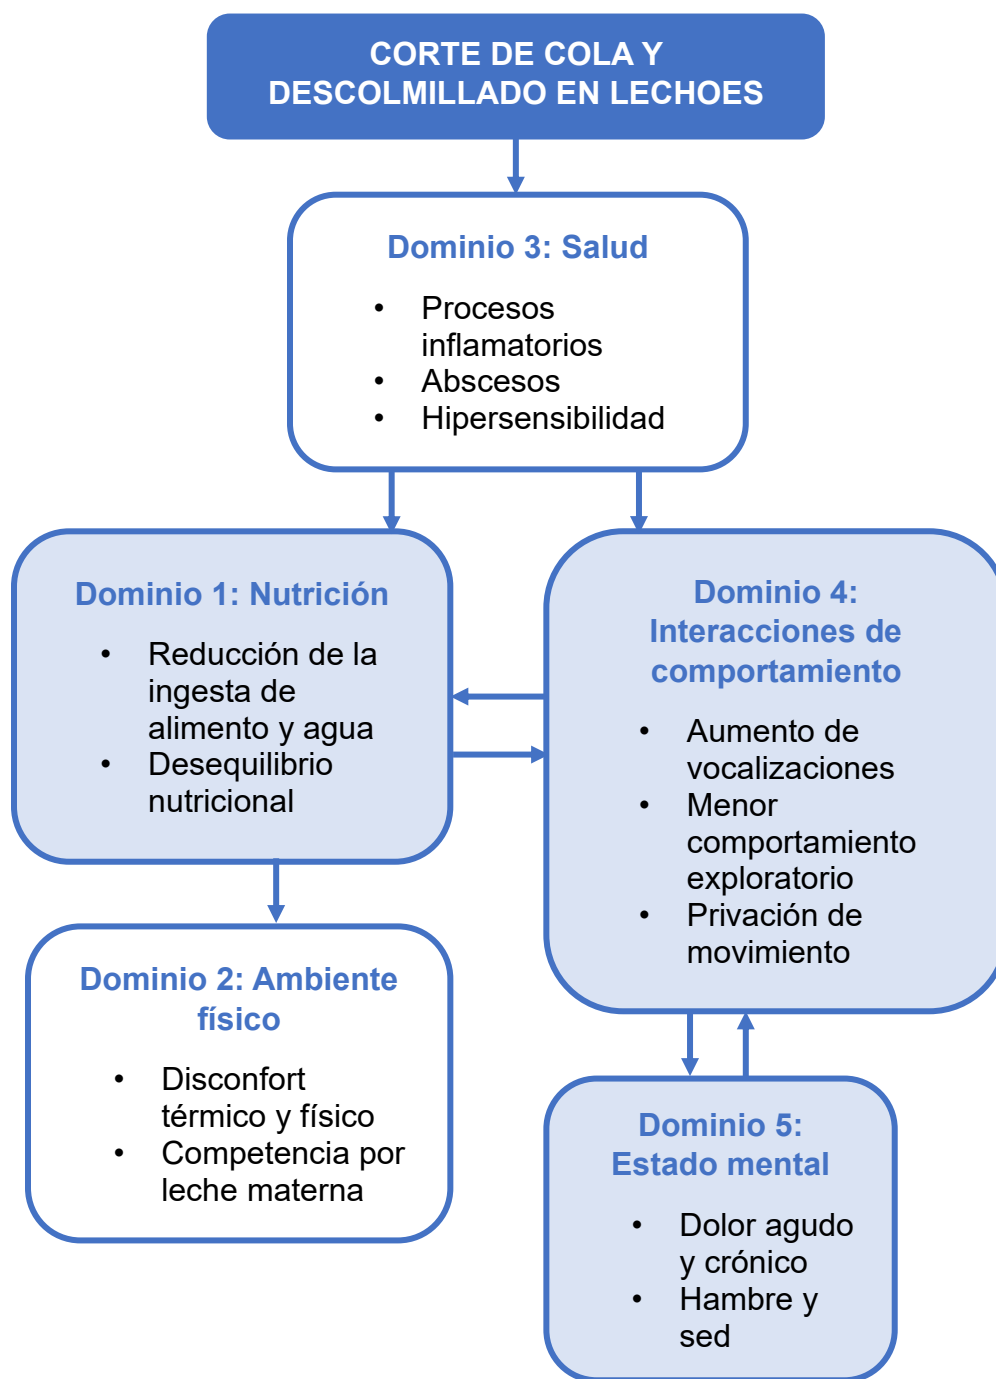 CORTE DE COLA Y
DESCOLMILLADO EN LECHOES
Dominio 3: Salud
• Procesos
inflamatorios
• Abscesos
• Hipersensibilidad
Dominio 1: Nutrición
• Reducción de la
ingesta de
alimento y agua
• Desequilibrio
nutricional
Dominio 4:
Interacciones de
comportamiento
• Aumento de
vocalizaciones
• Menor
comportamiento
exploratorio
• Privación de
movimiento
Dominio 2: Ambiente
físico
• Disconfort
térmico y físico
• Competencia por
leche materna
Dominio 5:
Estado mental
• Dolor agudo
y crónico
• Hambre y
sed